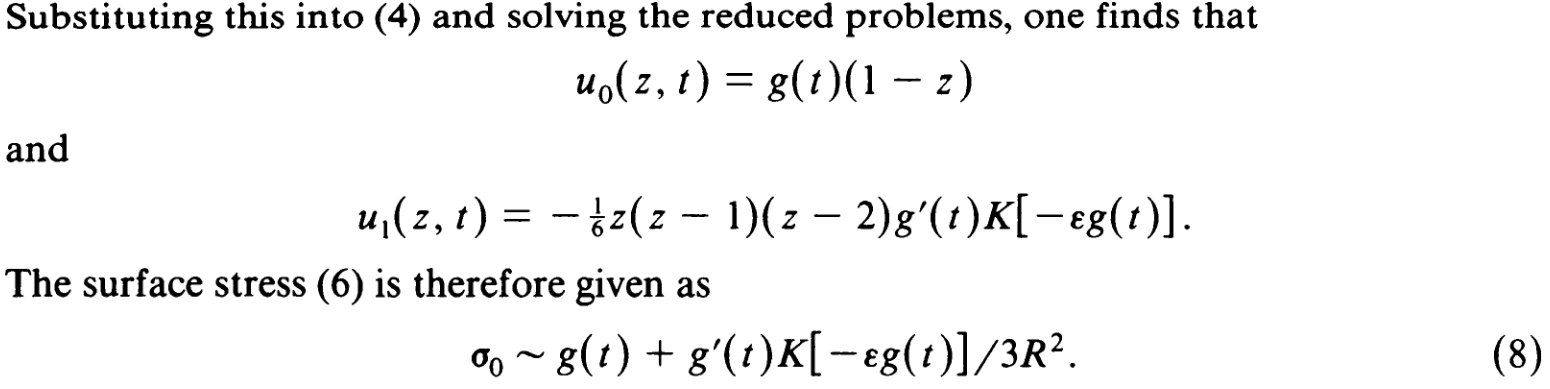 Substituting this into (4) and solving the reduced problems, one finds that
u₀(z, t) = g(t)(1 − z)
and
u₁(z, t) = −⅙z(z − 1)(z − 2)g′(t)K[−εg(t)].
The surface stress (6) is therefore given as
σ₀ ~ g(t) + g′(t)K[−εg(t)]/3R². (8)